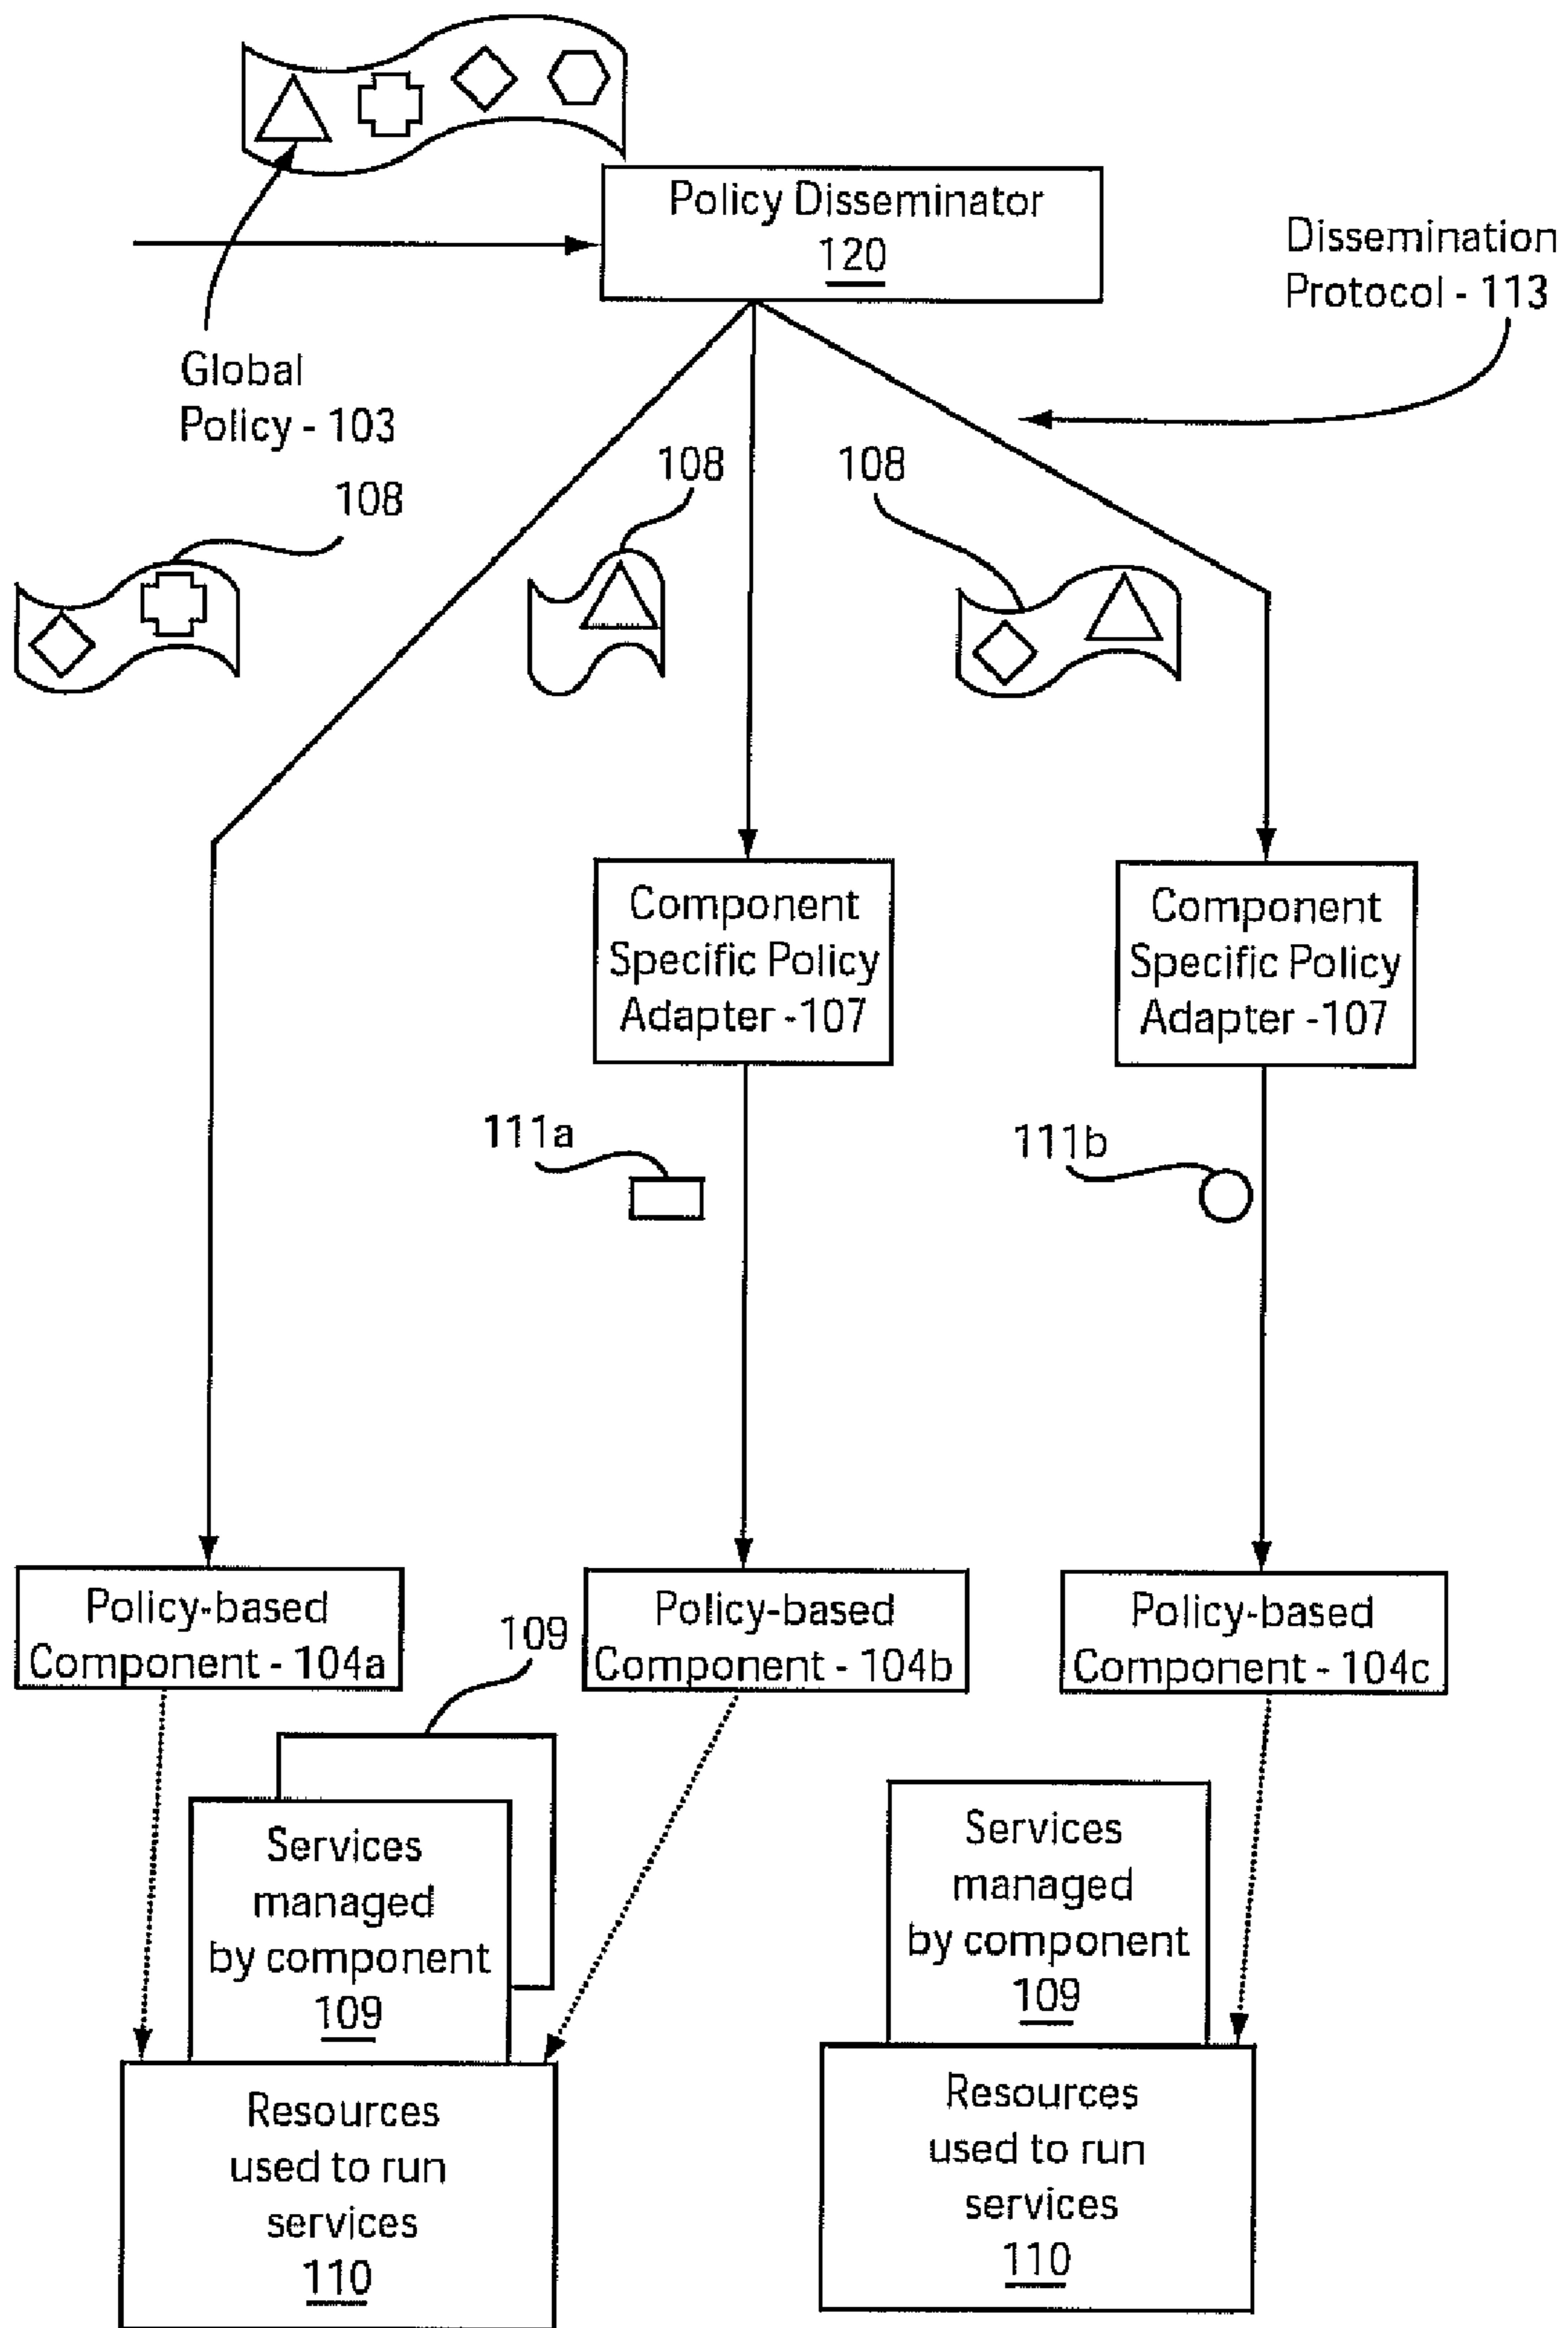 Policy Disseminator
120
Dissemination
Protocol - 113
Global
Policy - 103
108
108
108
Component
Specific Policy
Adapter -107
Component
Specific Policy
Adapter -107
111a
111b
Policy-based
Component - 104a
109
Policy-based
Component - 104b
Policy-based
Component - 104c
Services
managed
by component
109
Services
managed
by component
109
Resources
used to run
services
110
Resources
used to run
services
110